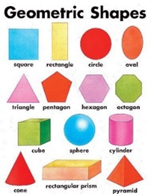 Geometric Shapes
square rectangle circle oval
triangle pentagon hexagon octagon
cube sphere cylinder
cone rectangular prism pyramid